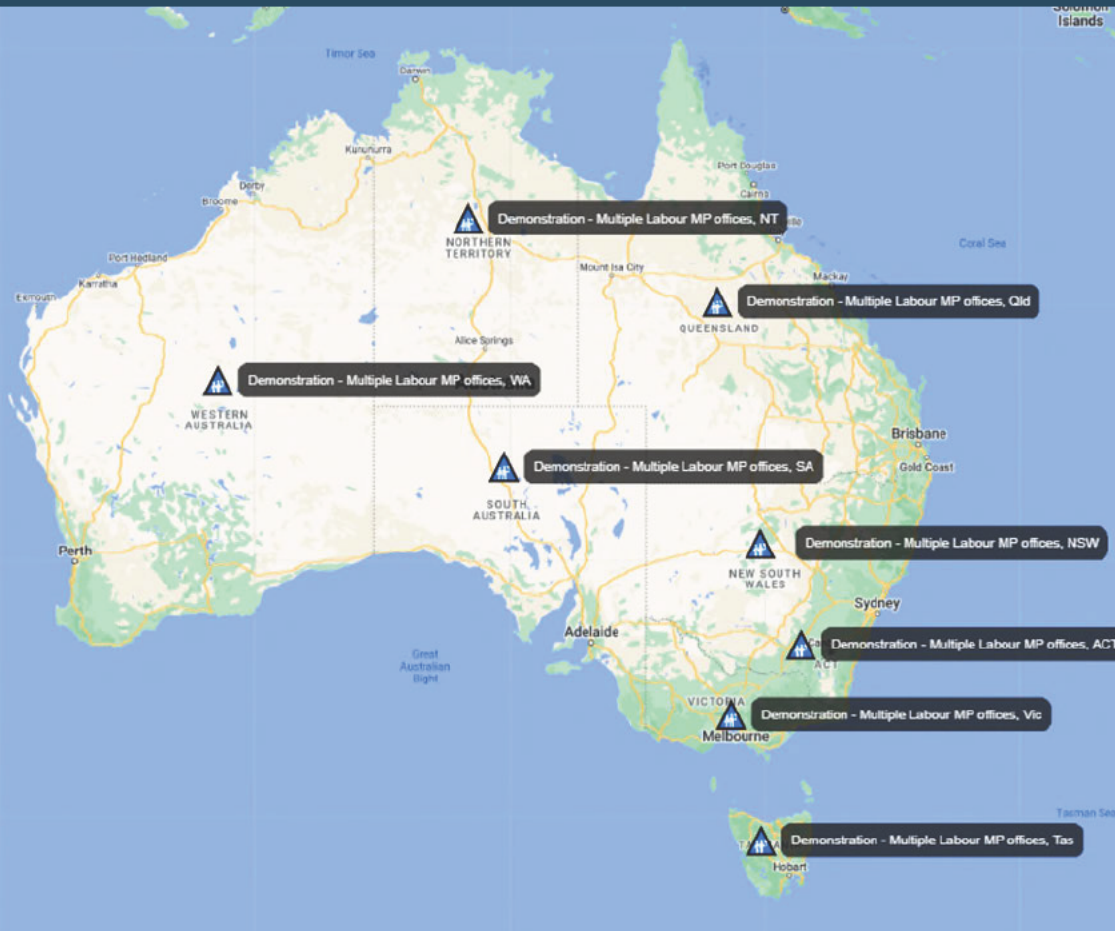 Solomon
Islands
Timor Sea
Darwin
Kununurra
Port Douglas
Cairns
Derby
Broome
Demonstration - Multiple Labour MP offices, NT
NORTHERN
TERRITORY
Coral Sea
Port Hedland
Mount Isa City
Karratha
Mackay
Exmouth
Demonstration - Multiple Labour MP offices, Qld
QUEENSLAND
Alice Springs
Demonstration - Multiple Labour MP offices, WA
WESTERN
AUSTRALIA
Brisbane
Gold Coast
Demonstration - Multiple Labour MP offices, SA
SOUTH
AUSTRALIA
Perth
Demonstration - Multiple Labour MP offices, NSW
NEW SOUTH
WALES
Sydney
Adelaide
Demonstration - Multiple Labour MP offices, ACT
ACT
Great
Australian
Bight
VICTORIA
Demonstration - Multiple Labour MP offices, Vic
Melbourne
Tasman Sea
Demonstration - Multiple Labour MP offices, Tas
Hobart